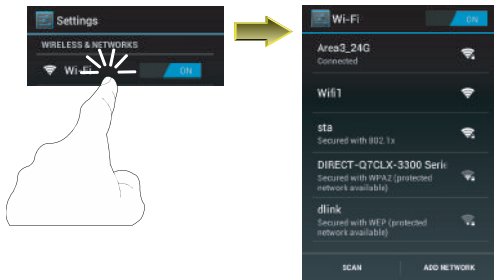 Settings
WIRELESS & NETWORKS
Wi-Fi
ON
Wi-Fi
ON
Area3_24G
Connected
Wifi1
sta
Secured with 802.1x
DIRECT-Q7CLX-3300 Serie
Secured with WPA2 (protected
network available)
dlink
Secured with WEP (protected
network available)
SCAN
ADD NETWORK